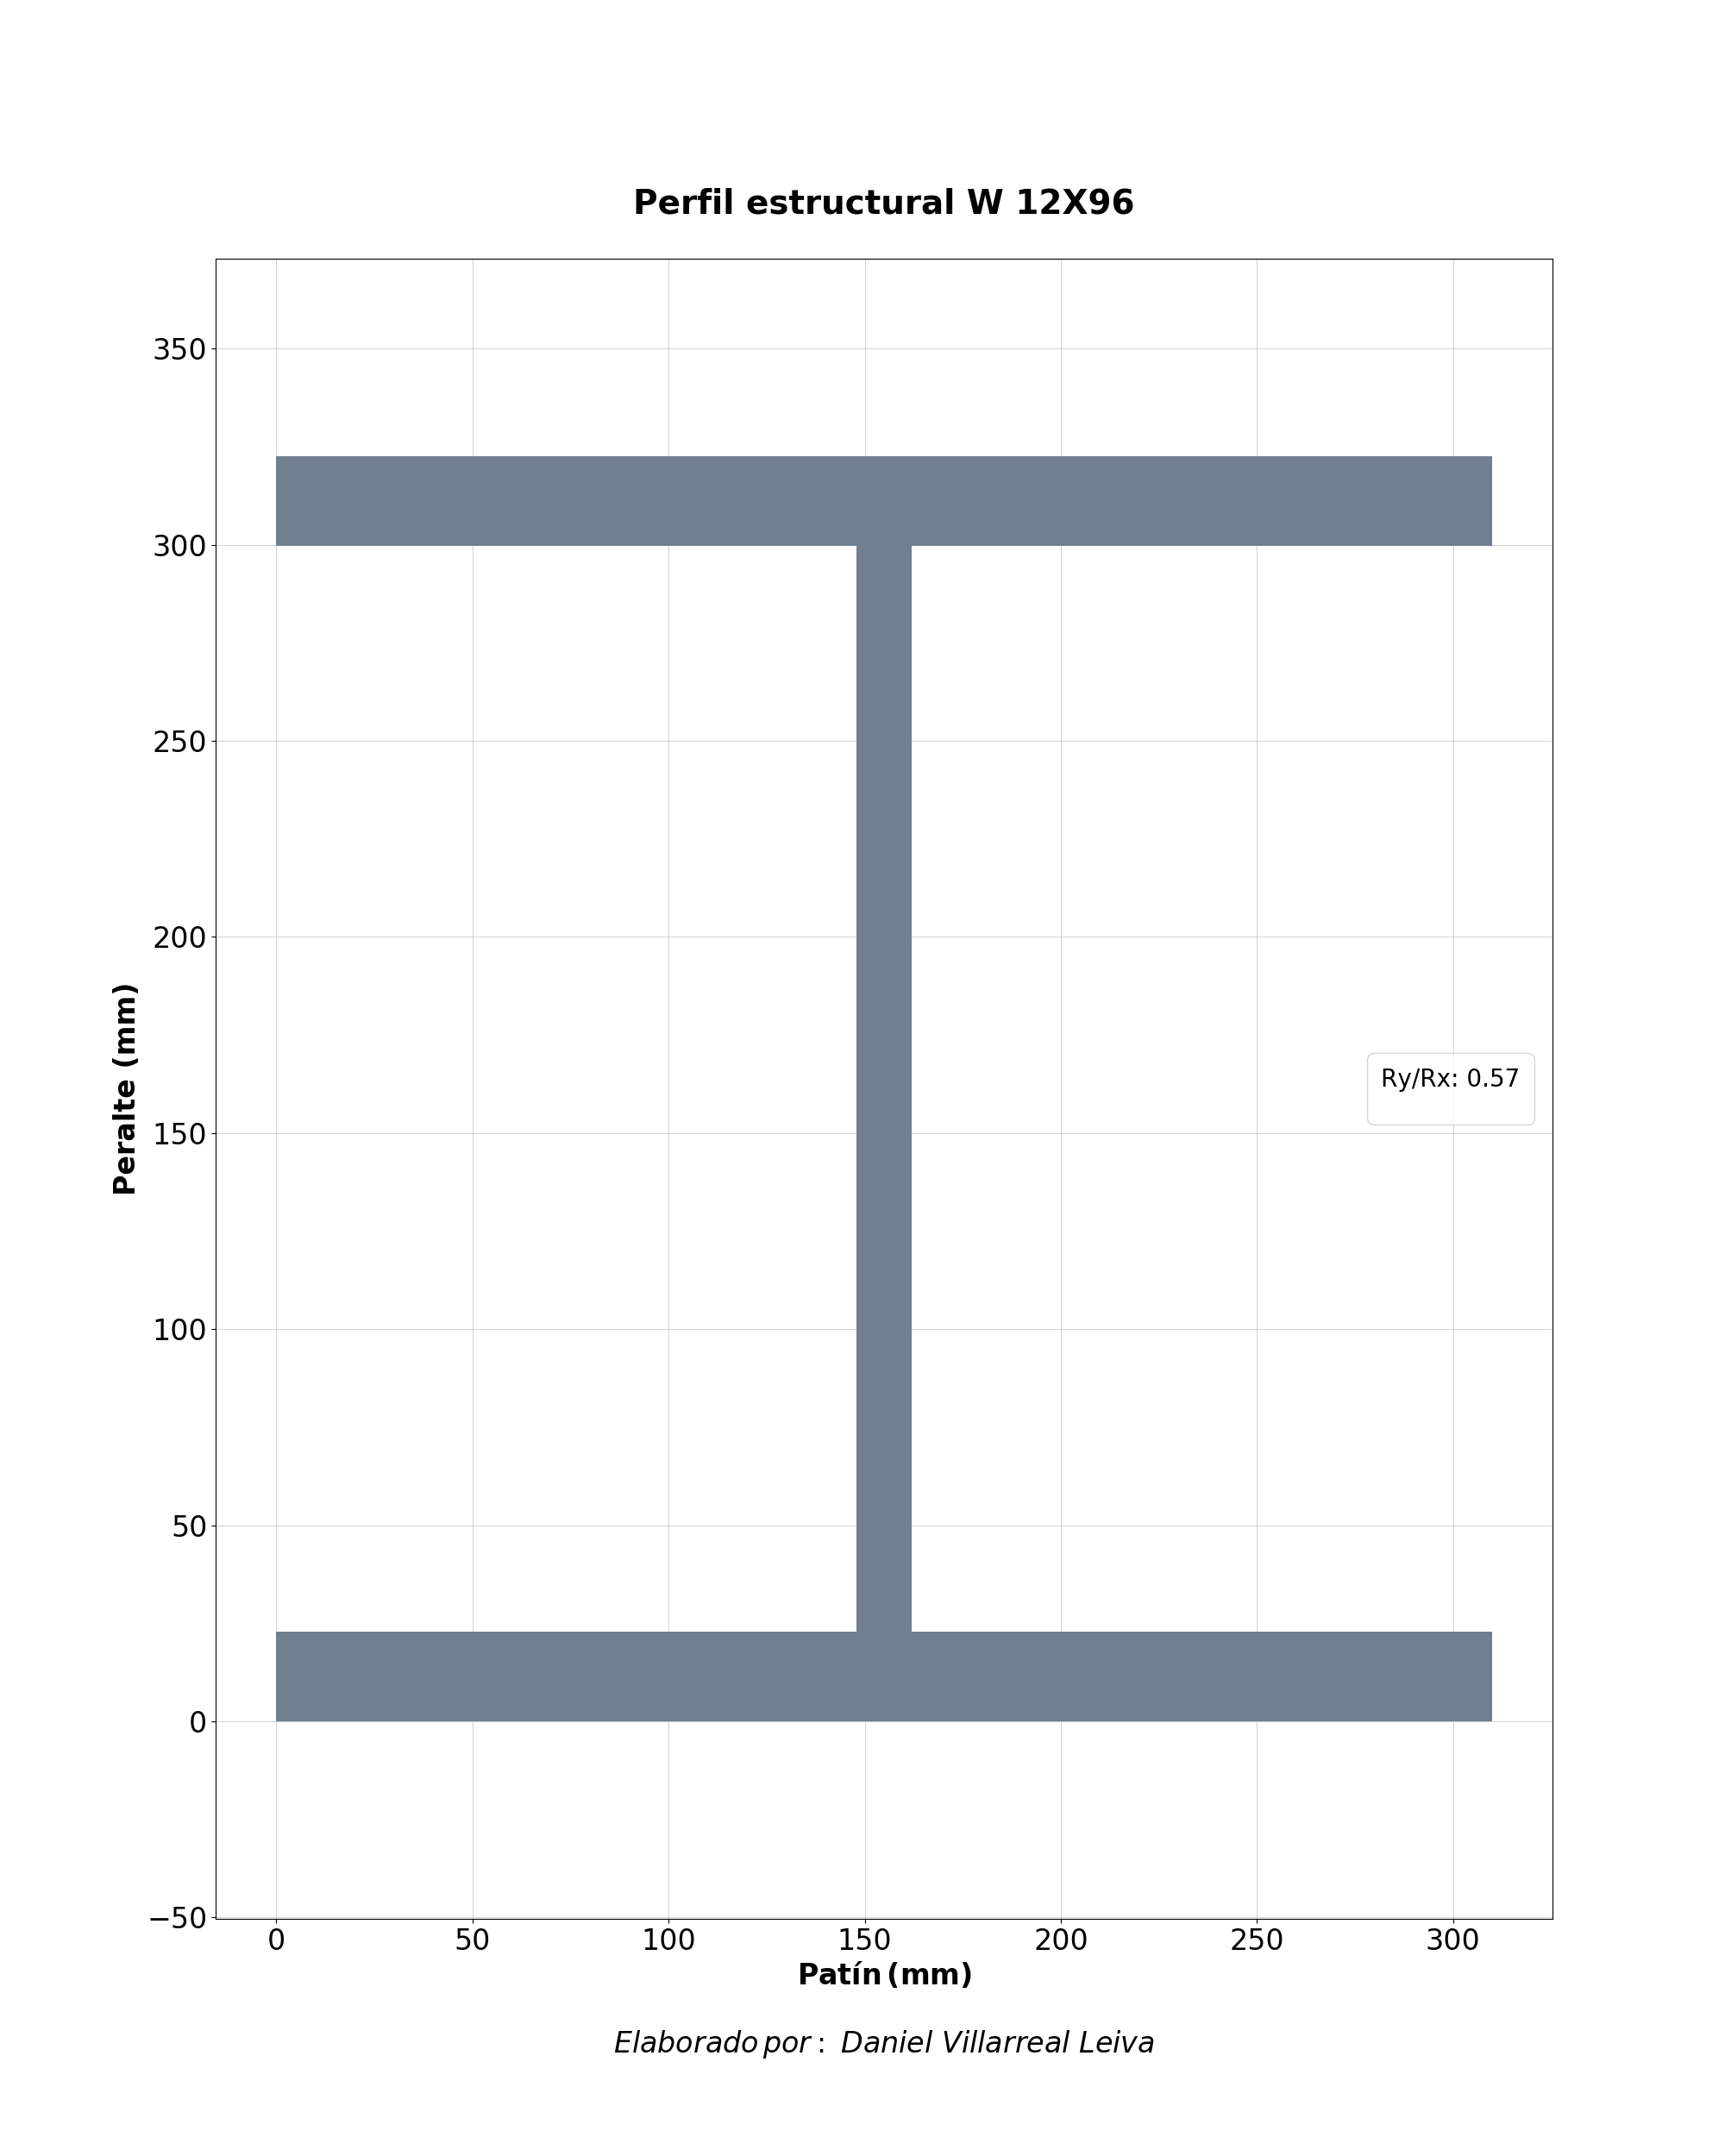 Perfil estructural W 12X96
350
300
250
200
150
100
50
0
−50
Peralte (mm)
Ry/Rx: 0.57
0 50 100 150 200 250 300
Patín (mm)
Elaborado por: Daniel Villarreal Leiva